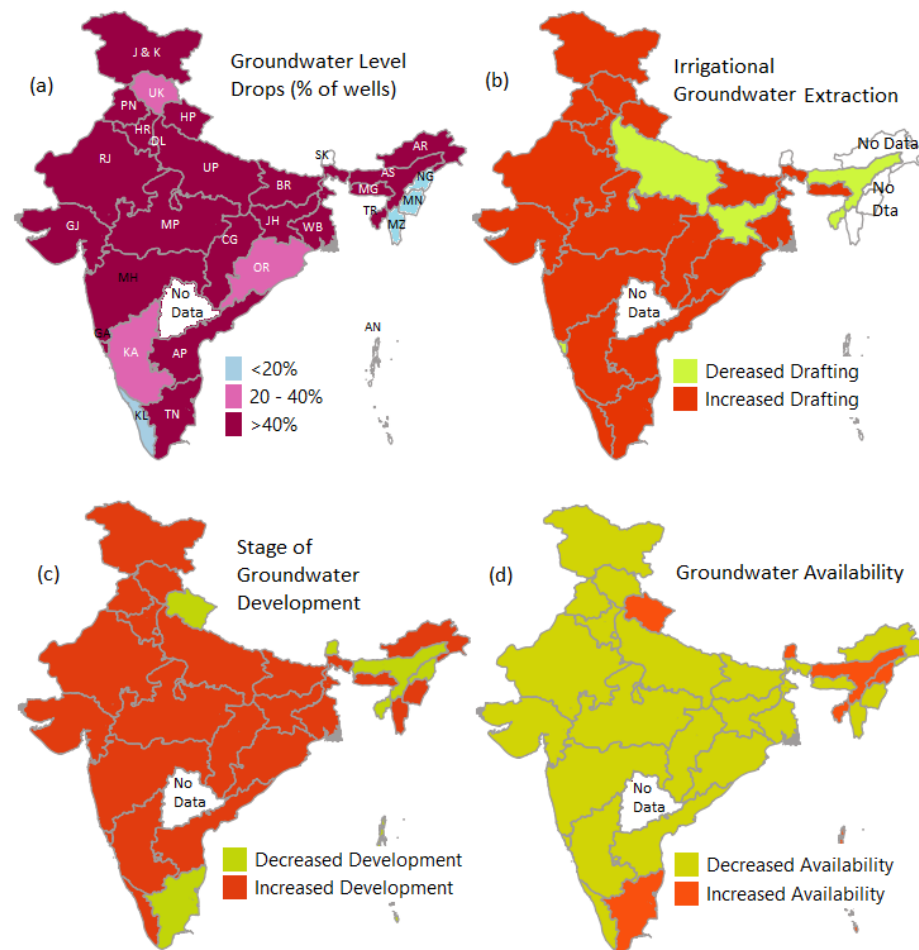 (a)
Groundwater Level
Drops (% of wells)
J & K
UK
PN
HP
HR
DL
RJ
UP
SK
AR
AS
NG
BR
MG
MN
TR
MZ
GJ
MP
JH
WB
CG
OR
MH
No
Data
GA
KA
AP
AN
KL
TN
<20%
20 - 40%
>40%
(b)
Irrigational
Groundwater Extraction
No Data
No
Dta
No
Data
Dereased Drafting
Increased Drafting
(c)
Stage of
Groundwater
Development
No
Data
Decreased Development
Increased Development
(d)
Groundwater Availability
No
Data
Decreased Availability
Increased Availability